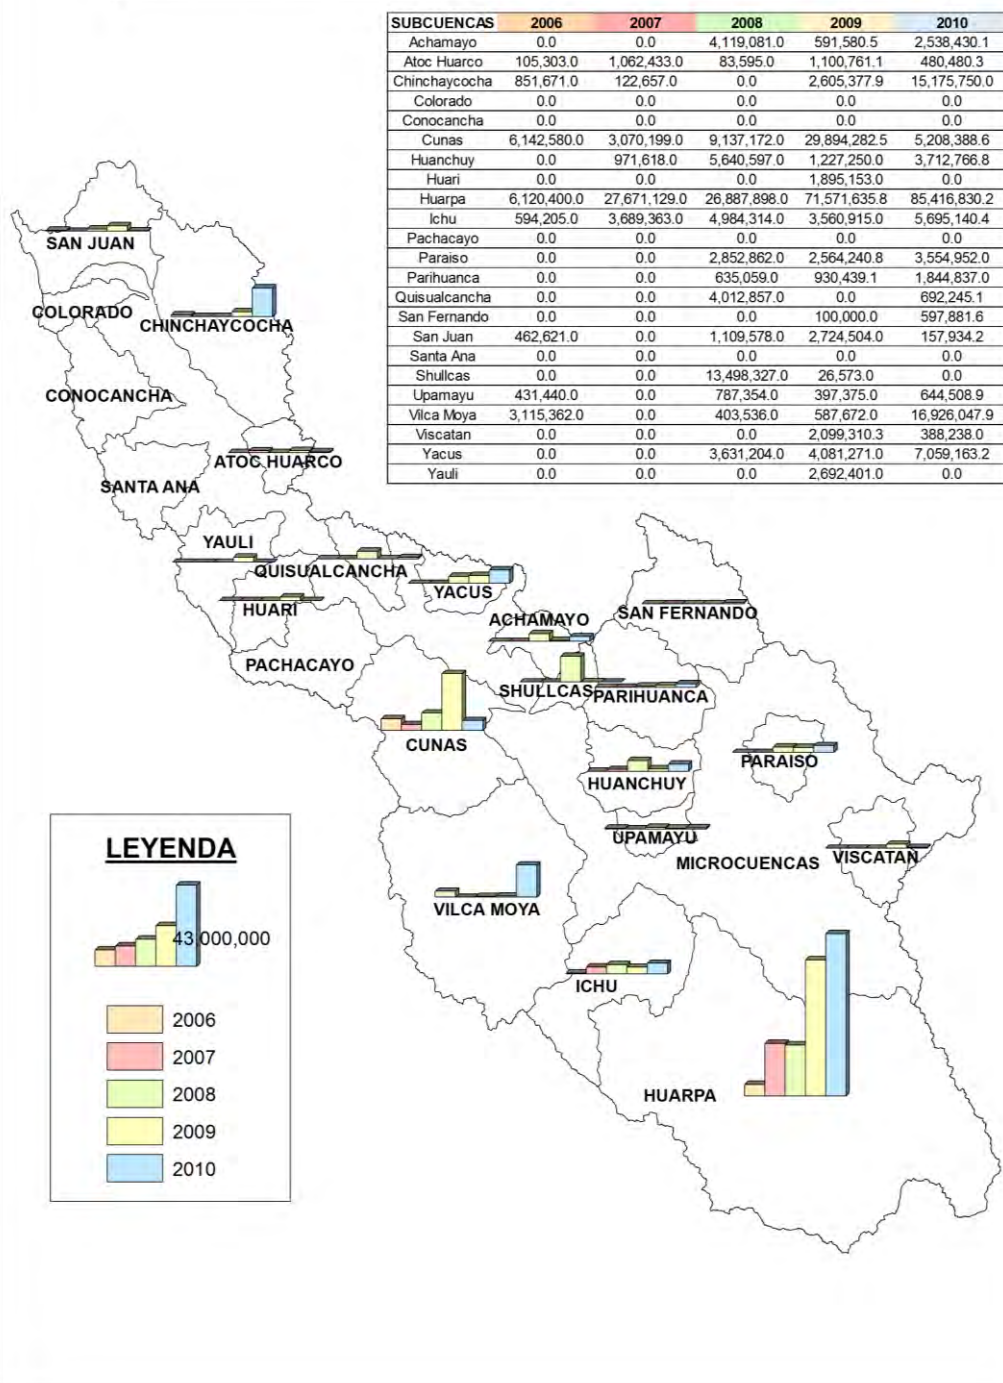 SUBCUENCAS 2006 2007 2008 2009 2010
Achamayo 0.0 0.0 4,119,081.0 591,580.5 2,538,430.1
Atoc Huarco 105,303.0 1,062,433.0 83,595.0 1,100,761.1 480,480.3
Chinchaycocha 851,671.0 122,657.0 0.0 2,605,377.9 15,175,750.0
Colorado 0.0 0.0 0.0 0.0 0.0
Conocancha 0.0 0.0 0.0 0.0 0.0
Cunas 6,142,580.0 3,070,199.0 9,137,172.0 29,894,282.5 5,208,388.6
Huanchuy 0.0 971,618.0 5,640,597.0 1,227,250.0 3,712,766.8
Huari 0.0 0.0 0.0 1,895,153.0 0.0
Huarpa 6,120,400.0 27,671,129.0 26,887,898.0 71,571,635.8 85,416,830.2
Ichu 594,205.0 3,689,363.0 4,984,314.0 3,560,915.0 5,695,140.4
Pachacayo 0.0 0.0 0.0 0.0 0.0
Paraiso 0.0 0.0 2,852,862.0 2,564,240.8 3,554,952.0
Parihuanca 0.0 0.0 635,059.0 930,439.1 1,844,837.0
Quisualcancha 0.0 0.0 4,012,857.0 0.0 692,245.1
San Fernando 0.0 0.0 0.0 100,000.0 597,881.6
San Juan 462,621.0 0.0 1,109,578.0 2,724,504.0 157,934.2
Santa Ana 0.0 0.0 0.0 0.0 0.0
Shullcas 0.0 0.0 13,498,327.0 26,573.0 0.0
Upamayu 431,440.0 0.0 787,354.0 397,375.0 644,508.9
Vilca Moya 3,115,362.0 0.0 403,536.0 587,672.0 16,926,047.9
Viscatan 0.0 0.0 0.0 2,099,310.3 388,238.0
Yacus 0.0 0.0 3,631,204.0 4,081,271.0 7,059,163.2
Yauli 0.0 0.0 0.0 2,692,401.0 0.0
SAN JUAN
COLORADO
CHINCHAYCOCHA
CONOCANCHA
ATOC HUARCO
SANTA ANA
YAULI
QUISUALCANCHA
YACUS
HUARI
SAN FERNANDO
ACHAMAYO
PACHACAYO
SHULLCAS
PARIHUANCA
CUNAS
PARAISO
HUANCHUY
UPAMAYU
MICROCUENCAS
VISCATAN
VILCA MOYA
ICHU
HUARPA
LEYENDA
43,000,000
2006
2007
2008
2009
2010